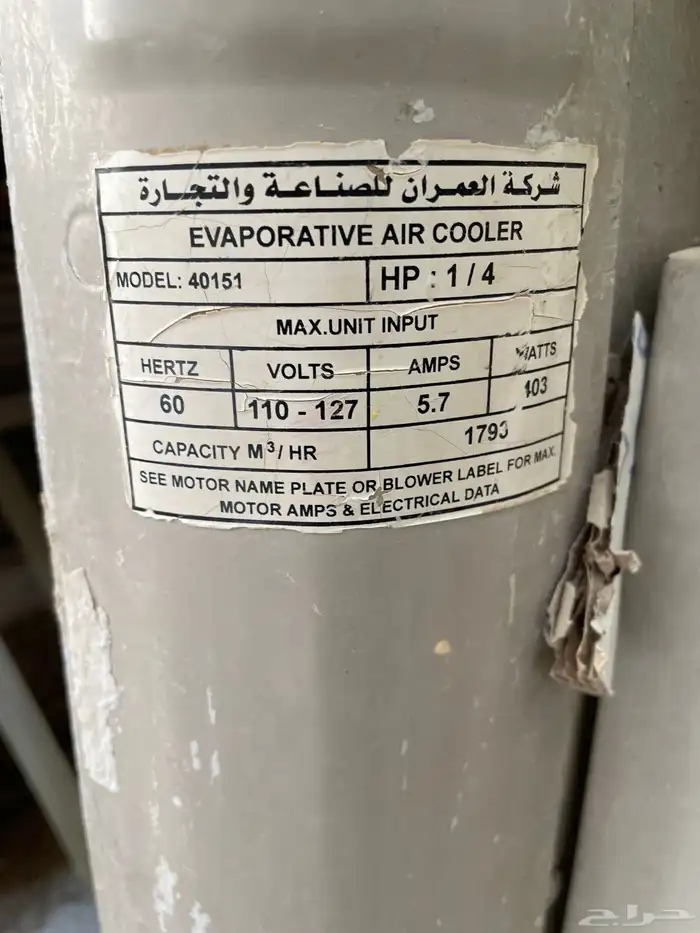 شركة العمران للصناعة والتجارة
EVAPORATIVE AIR COOLER
MODEL: 40151 HP : 1 / 4
MAX.UNIT INPUT
HERTZ VOLTS AMPS WATTS
60 110 - 127 5.7 403
CAPACITY M³/ HR 1793
SEE MOTOR NAME PLATE OR BLOWER LABEL FOR MAX.
MOTOR AMPS & ELECTRICAL DATA
حراج